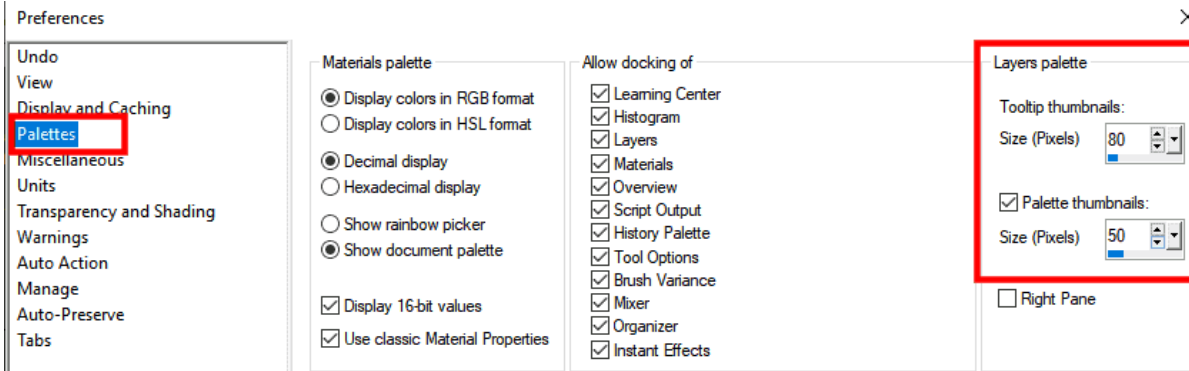 Preferences
Undo
View
Display and Caching
Palettes
Miscellaneous
Units
Transparency and Shading
Warnings
Auto Action
Manage
Auto-Preserve
Tabs
Materials palette
Display colors in RGB format
Display colors in HSL format
Decimal display
Hexadecimal display
Show rainbow picker
Show document palette
Display 16-bit values
Use classic Material Properties
Allow docking of
Learning Center
Histogram
Layers
Materials
Overview
Script Output
History Palette
Tool Options
Brush Variance
Mixer
Organizer
Instant Effects
Layers palette
Tooltip thumbnails:
Size (Pixels) 80
Palette thumbnails:
Size (Pixels) 50
Right Pane